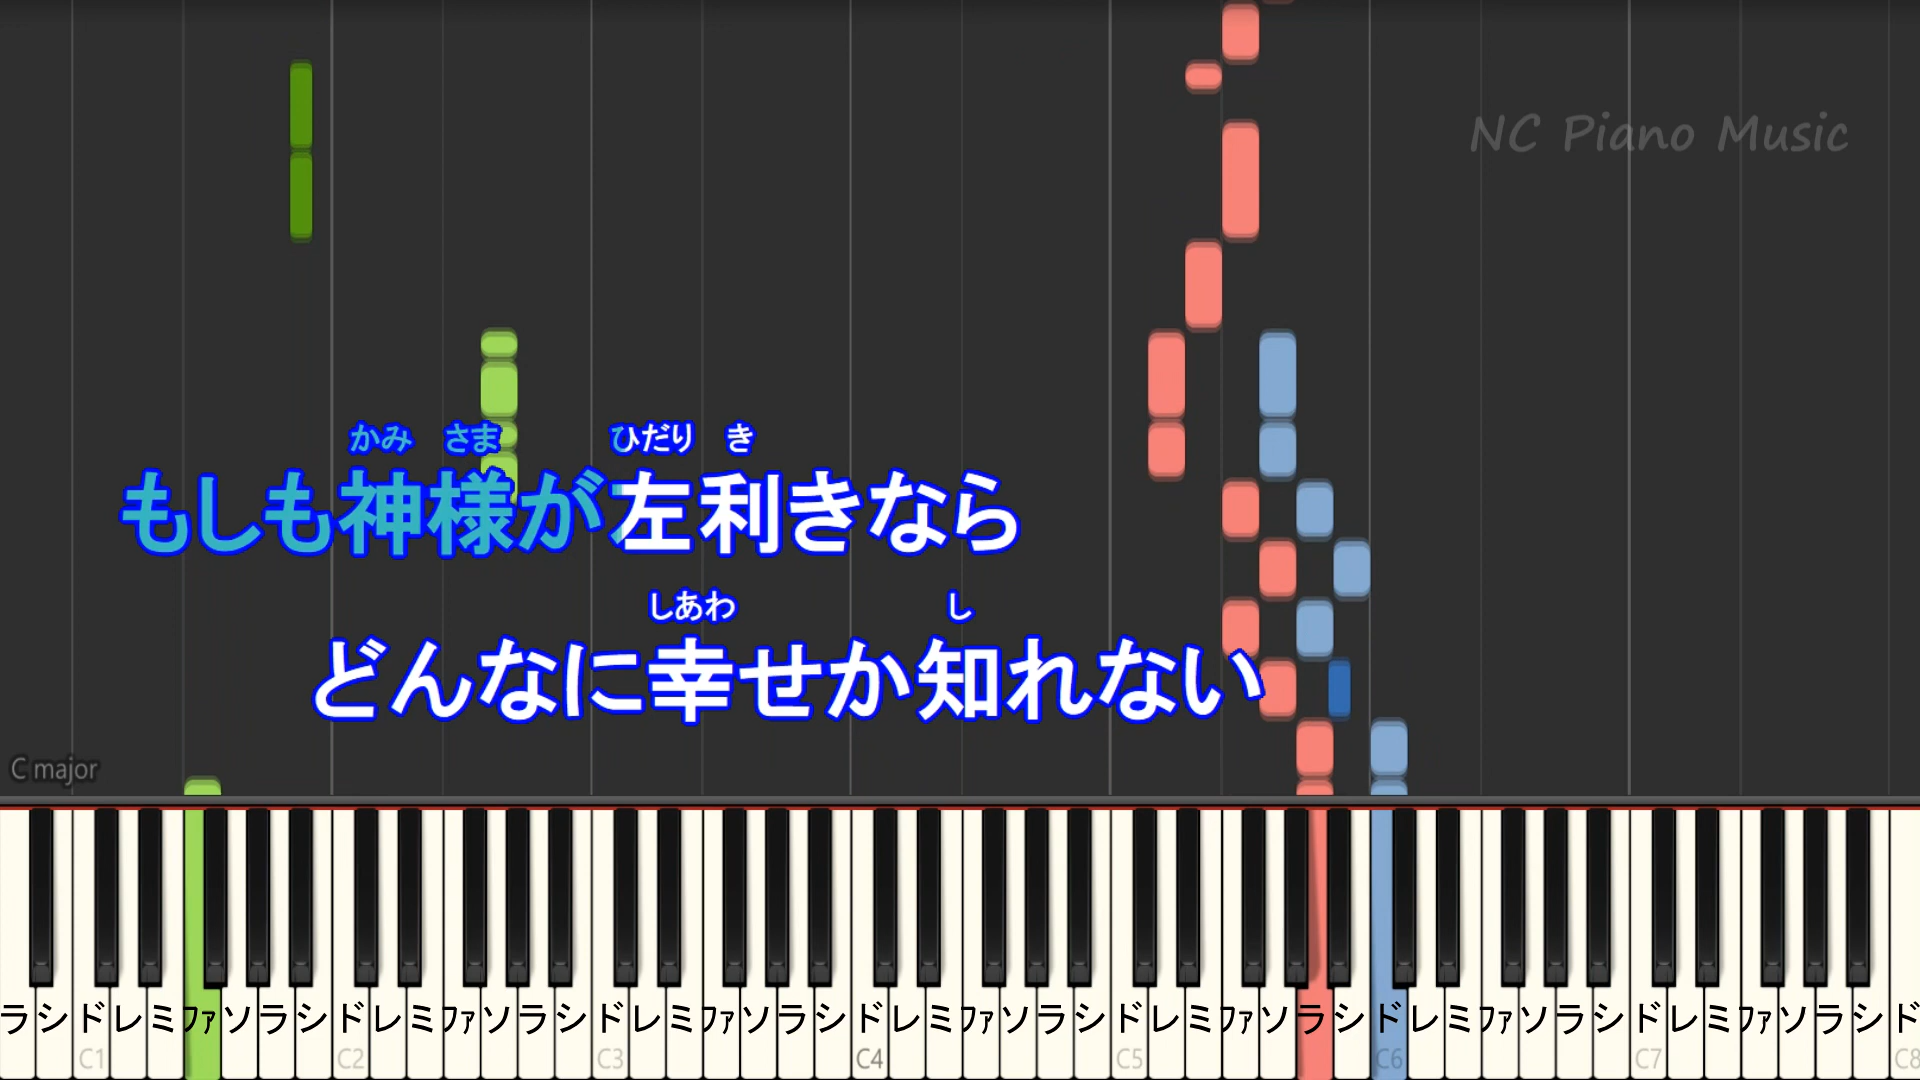 NC Piano Music
かみ さま ひだり き
もしも神様が左利きなら
しあわ し
どんなに幸せか知れない
C major
ラシドレミファソラシドレミファソラシドレミファソラシドレミファソラシドレミファソラシドレミファソラシドレミファソラシド
C1 C2 C3 C4 C5 C6 C7 C8